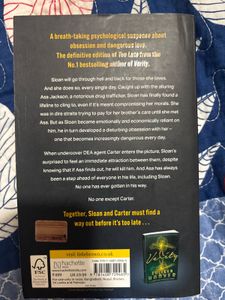 A breath-taking psychological suspense about
obsession and dangerous love.
The definitive edition of Too Late from the
No.1 bestselling author of Verity.
Sloan will go through hell and back for those she loves.
And she does so, every single day. Caught up with the alluring
Asa Jackson, a notorious drug trafficker, Sloan has finally found a
lifeline to cling to, even if it's meant compromising her morals. She
was in dire straits trying to pay for her brother's care until she met
Asa. But as Sloan became emotionally and economically reliant on
him, he in turn developed a disturbing obsession with her –
one that becomes increasingly dangerous every day.
When undercover DEA agent Carter enters the picture, Sloan's
surprised to feel an immediate attraction between them, despite
knowing that if Asa finds out, he will kill him. And Asa has always
been a step ahead of everyone in his life, including Sloan.
No one has ever gotten in his way.
No one except Carter.
Together, Sloan and Carter must find a
way out before it's too late . . .
FSC
hachette
INDIA
Verity
HOOVER